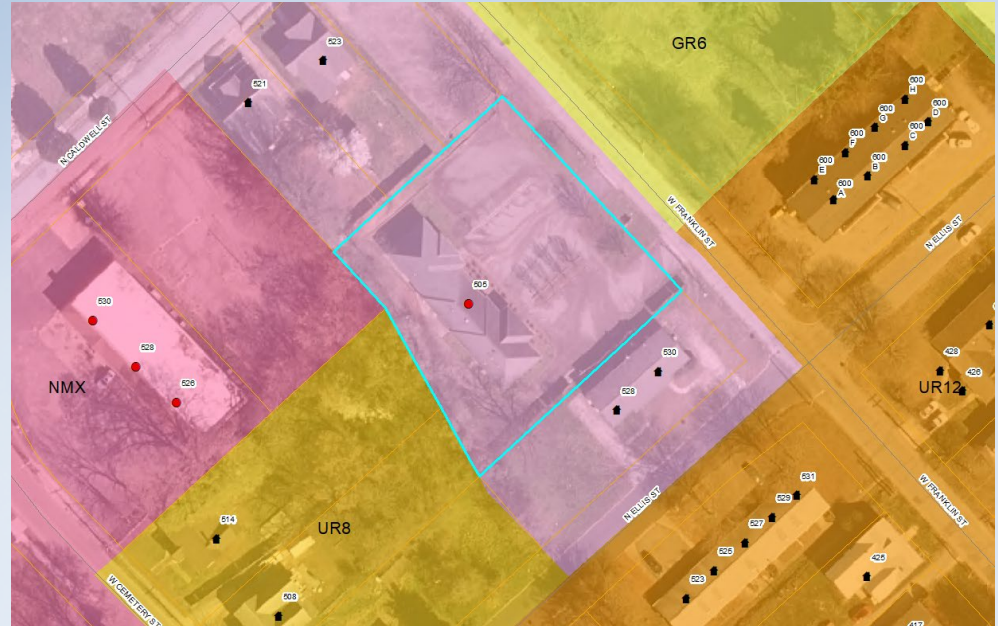 GR6
523
521
N CALDWELL ST
600
H
600
G
600
D
600
F
600
C
600
E
600
B
600
A
W FRANKLIN ST
N ELLIS ST
505
530
528
526
NMX
530
528
428
426
UR12
514
UR8
508
N ELLIS ST
531
529
527
525
523
W FRANKLIN ST
425
W CEMETERY ST
417